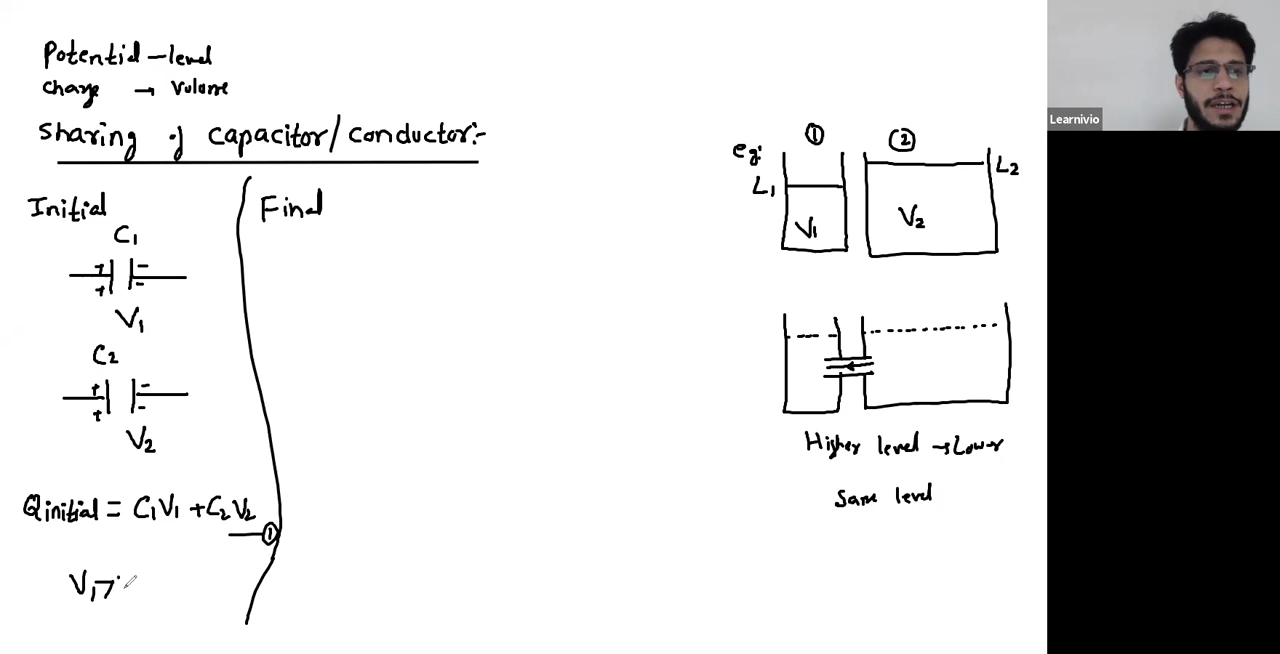 Potential - level
charge → volume
Sharing of capacitor/conductor:-
Initial
Final
C₁
+ -
+ -
V₁
C₂
+ -
+ -
V₂
Qinitial = C₁V₁ + C₂V₂
①
V₁>
eg:
①
②
L₁
L₂
V₁
V₂
Higher level → Lower
Same level
Learnivio